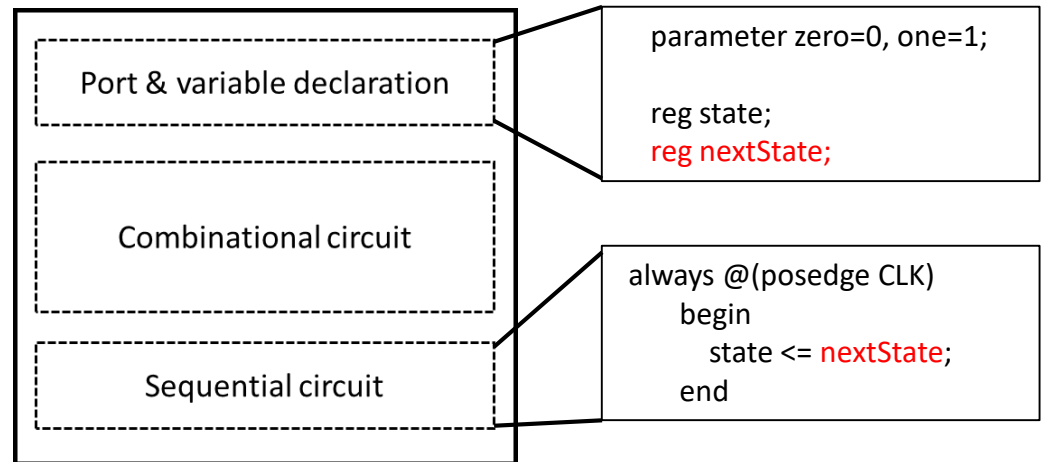 Port & variable declaration
Combinational circuit
Sequential circuit
parameter zero=0, one=1;
reg state;
reg nextState;
always @(posedge CLK)
begin
state <= nextState;
end